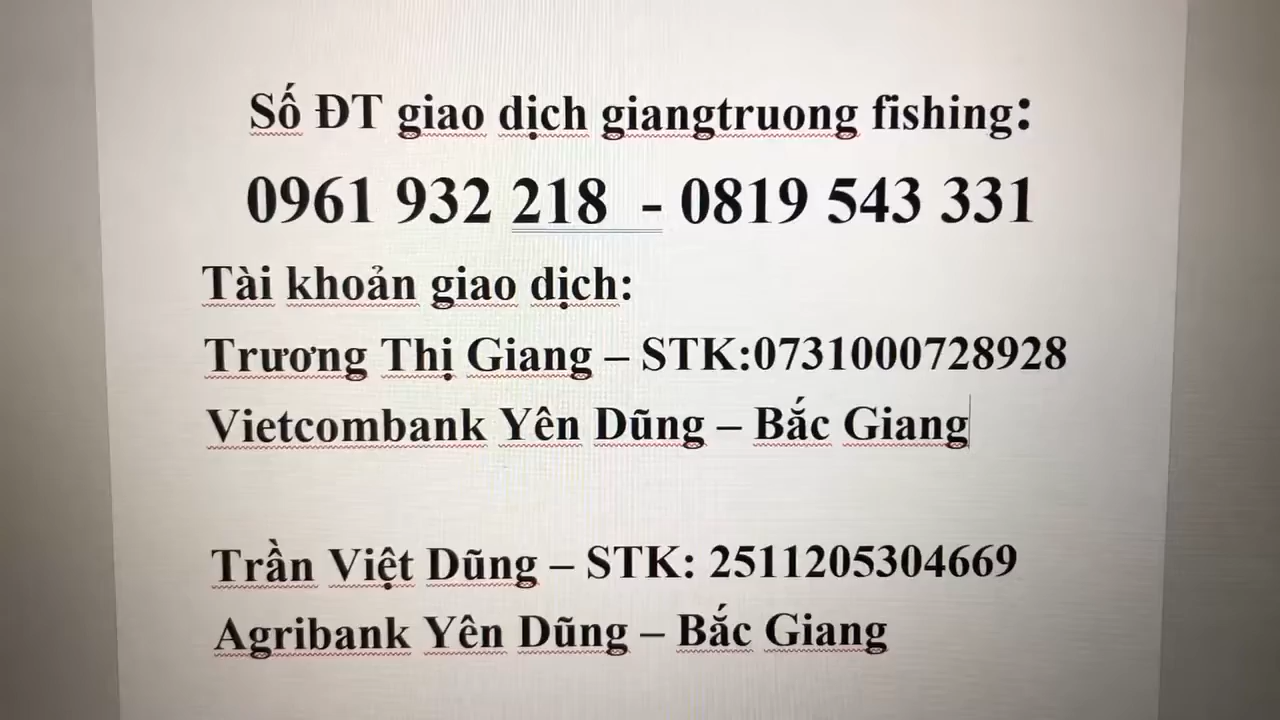 Số ĐT giao dịch giangtruong fishing:
0961 932 218 - 0819 543 331
Tài khoản giao dịch:
Trương Thị Giang – STK:0731000728928
Vietcombank Yên Dũng – Bắc Giang
Trần Việt Dũng – STK: 2511205304669
Agribank Yên Dũng – Bắc Giang